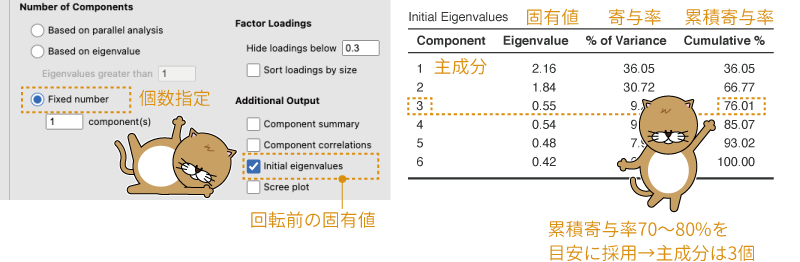 Number of Components
Based on parallel analysis
Based on eigenvalue
Eigenvalues greater than 1
Fixed number 個数指定
1 component(s)
Factor Loadings
Hide loadings below 0.3
Sort loadings by size
Additional Output
Component summary
Component correlations
Initial eigenvalues
Scree plot
回転前の固有値
Initial Eigenvalues 固有値 寄与率 累積寄与率
Component Eigenvalue % of Variance Cumulative %
1 主成分 2.16 36.05 36.05
2 1.84 30.72 66.77
3 0.55 9. 76.01
4 0.54 9 85.07
5 0.48 7.9 93.02
6 0.42 100.00
累積寄与率70〜80%を
目安に採用→主成分は3個